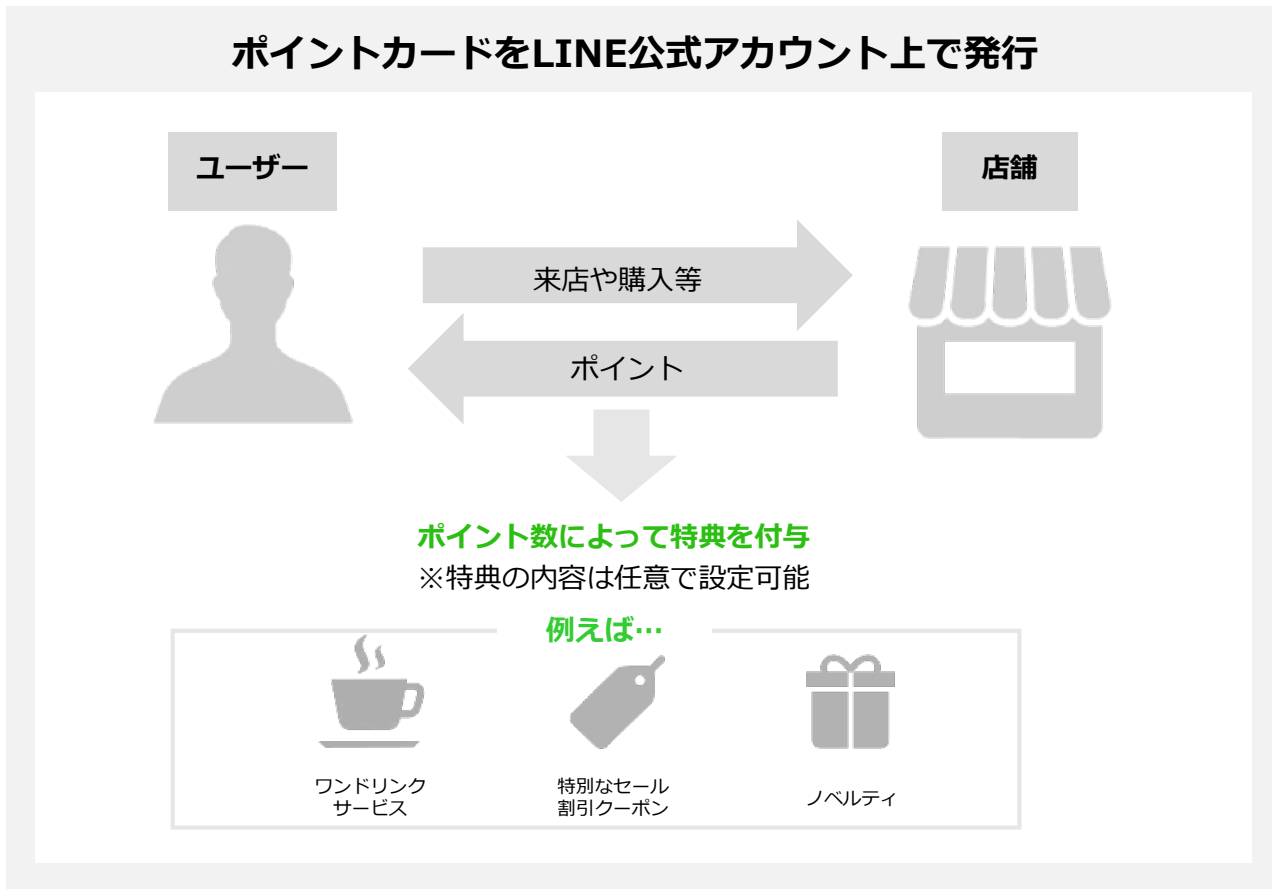 ポイントカードをLINE公式アカウント上で発行
ユーザー
店舗
来店や購入等
ポイント
ポイント数によって特典を付与
※特典の内容は任意で設定可能
例えば…
ワンドリンク
サービス
特別なセール
割引クーポン
ノベルティ